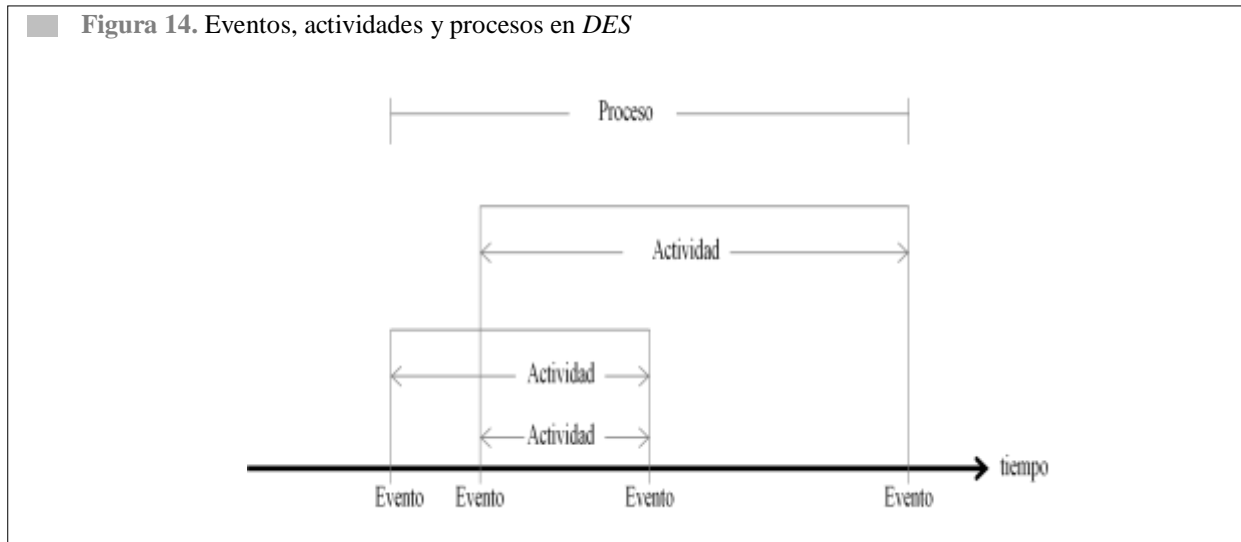 Figura 14. Eventos, actividades y procesos en DES
Proceso
Actividad
Actividad
Actividad
tiempo
Evento Evento Evento Evento